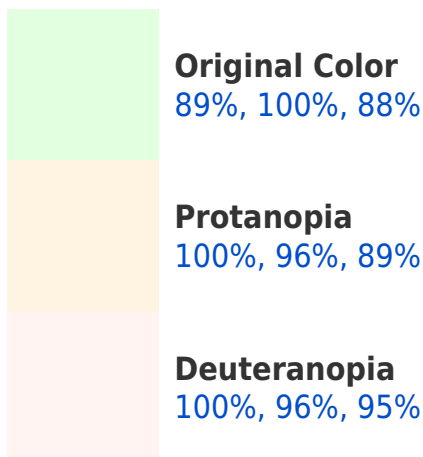 Original Color
89%, 100%, 88%
Protanopia
100%, 96%, 89%
Deuteranopia
100%, 96%, 95%